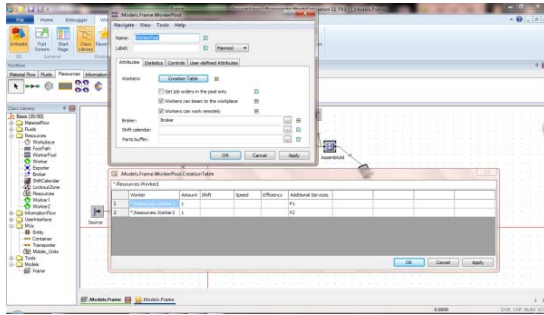 .Models.Frame.WorkerPool
Navigate View Tools Help
Name: WorkerPool
Label:
Planned
Attributes Statistics Controls User-defined Attributes
Workers: Creation Table
Get job orders in the pool only
Workers can beam to the workplace
Workers can work remotely
Broker: Broker
Shift calendar:
Parts buffer:
OK Cancel Apply
File Home Debugger
Activate
Full Screen
Start Page
Class Library
Material Flow Fluids Resources Information
Class Library
Basic
MaterialFlow
Fluids
Resources
Workplace
FootPath
WorkerPool
Worker
Exporter
Broker
ShiftCalendar
LockoutZone
Resources
Worker1
Worker2
InformationFlow
UserInterface
MUs
Entity
Container
Transporter
Mobile_Units
Tools
Models
Frame
Source
Assembly
.Models.Frame.WorkerPool.CreationTable
*.Resources.Worker1
Worker Amount Shift Speed Efficiency Additional Services
1 *.Resources.Worker1 1 F1
2 *.Resources.Worker2 1 F2
OK Cancel Apply
.Models.Frame .Models.Frame
0.0000